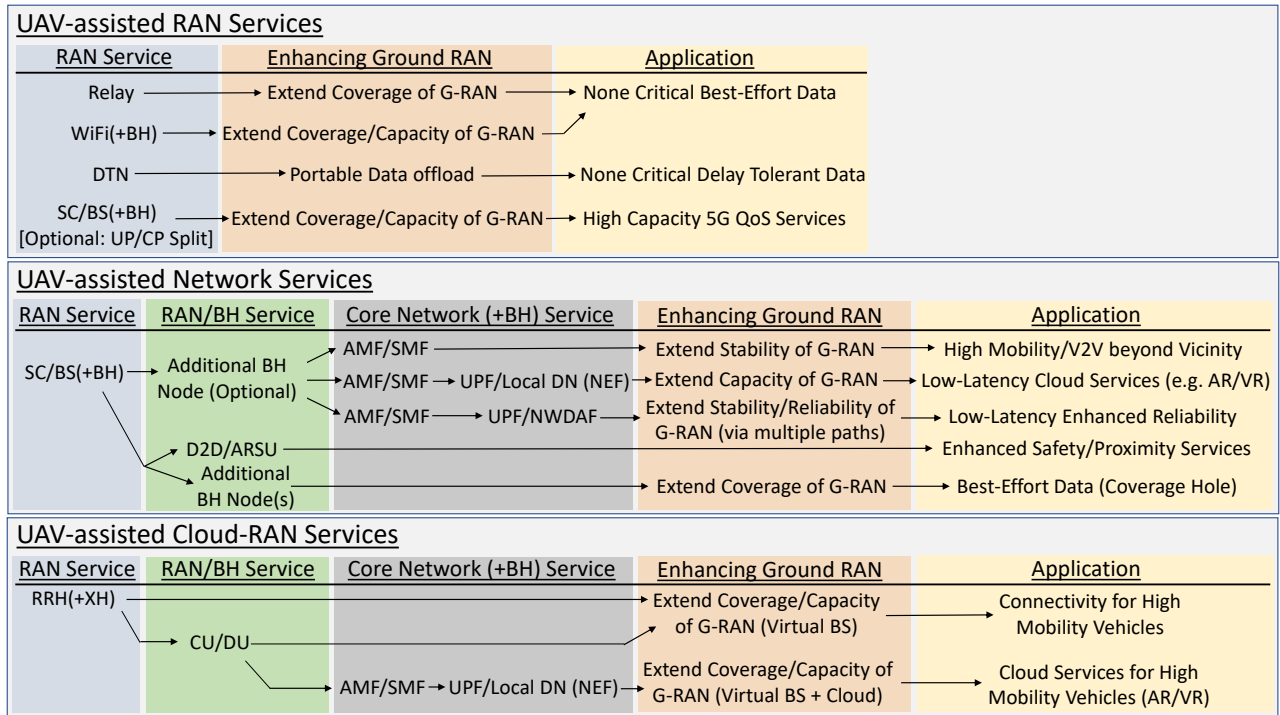 UAV-assisted RAN Services
RAN Service Enhancing Ground RAN Application
Relay Extend Coverage of G-RAN None Critical Best-Effort Data
WiFi(+BH) Extend Coverage/Capacity of G-RAN
DTN Portable Data offload None Critical Delay Tolerant Data
SC/BS(+BH) Extend Coverage/Capacity of G-RAN High Capacity 5G QoS Services
[Optional: UP/CP Split]
UAV-assisted Network Services
RAN Service RAN/BH Service Core Network (+BH) Service Enhancing Ground RAN Application
AMF/SMF Extend Stability of G-RAN High Mobility/V2V beyond Vicinity
SC/BS(+BH) Additional BH
Node (Optional) AMF/SMF UPF/Local DN (NEF) Extend Capacity of G-RAN Low-Latency Cloud Services (e.g. AR/VR)
AMF/SMF UPF/NWDAF Extend Stability/Reliability of
G-RAN (via multiple paths) Low-Latency Enhanced Reliability
D2D/ARSU Enhanced Safety/Proximity Services
Additional
BH Node(s) Extend Coverage of G-RAN Best-Effort Data (Coverage Hole)
UAV-assisted Cloud-RAN Services
RAN Service RAN/BH Service Core Network (+BH) Service Enhancing Ground RAN Application
RRH(+XH) Extend Coverage/Capacity Connectivity for High
of G-RAN (Virtual BS) Mobility Vehicles
CU/DU
AMF/SMF UPF/Local DN (NEF) Extend Coverage/Capacity of Cloud Services for High
G-RAN (Virtual BS + Cloud) Mobility Vehicles (AR/VR)